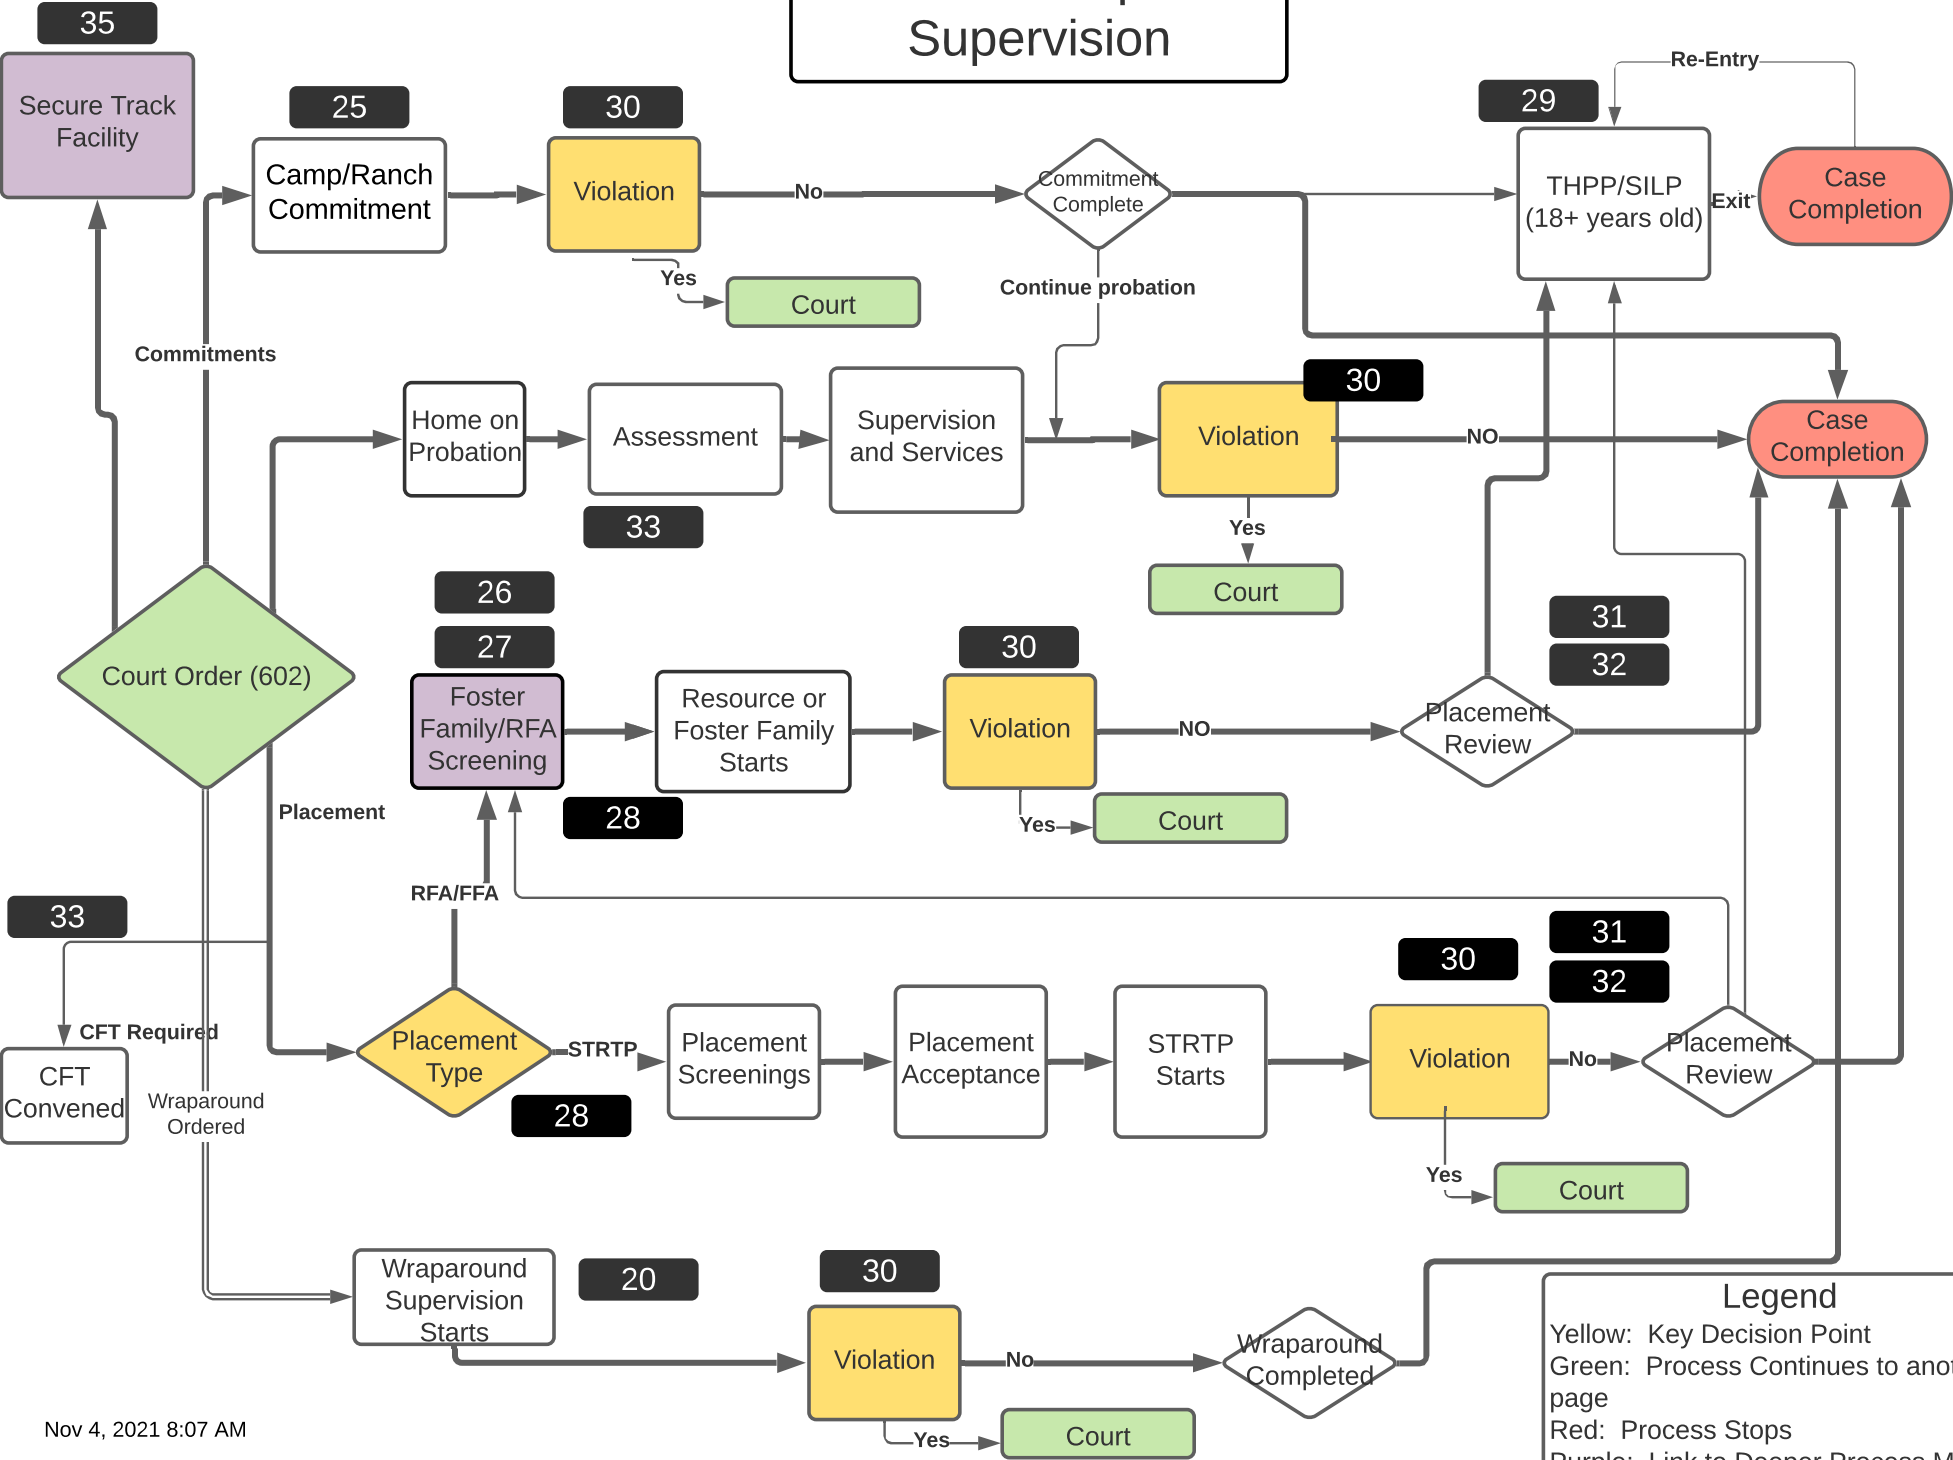 35
Supervision
Re-Entry
Secure Track
Facility
25
30
29
Camp/Ranch
Commitment
Violation
No
Commitment
Complete
THPP/SILP
(18+ years old)
Exit
Case
Completion
Yes
Court
Continue probation
Commitments
30
Home on
Probation
Assessment
Supervision
and Services
Violation
NO
Case
Completion
33
Yes
Court
26
27
30
31
32
Court Order (602)
Foster
Family/RFA
Screening
Resource or
Foster Family
Starts
Violation
NO
Placement
Review
28
Yes
Court
Placement
RFA/FFA
33
30
31
32
CFT Required
CFT
Convened
Placement
Type
STRTP
Placement
Screenings
Placement
Acceptance
STRTP
Starts
Violation
No
Placement
Review
28
Wraparound
Ordered
Yes
Court
Wraparound
Supervision
Starts
20
30
Violation
No
Wraparound
Completed
Yes
Court
Legend
Yellow: Key Decision Point
Green: Process Continues to
page
Red: Process Stops
Purple: Link to Deeper Process
Nov 4, 2021 8:07 AM